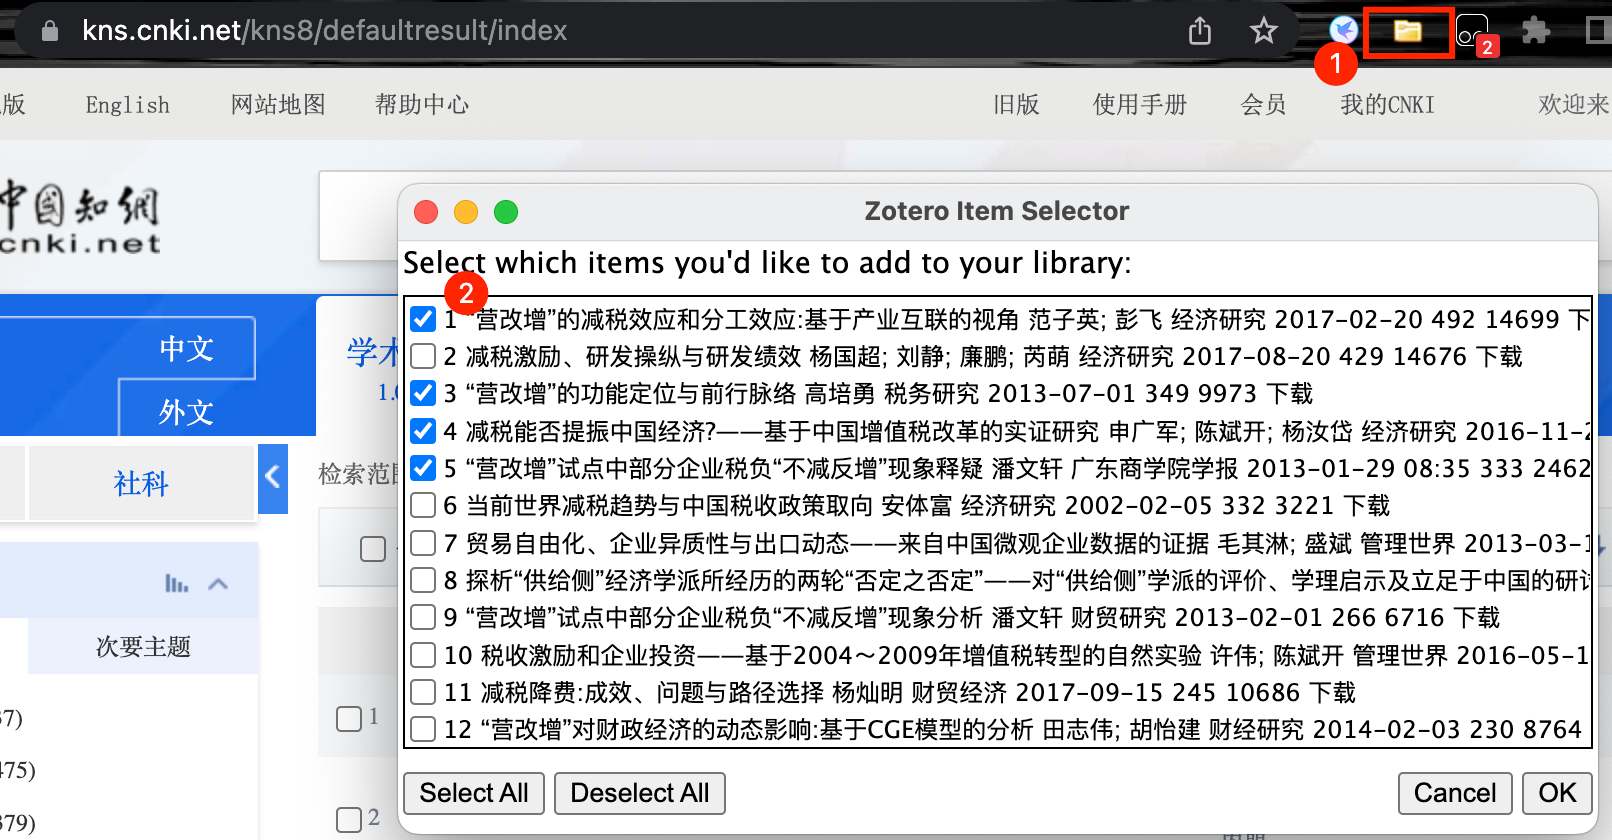 kns.cnki.net/kns8/defaultresult/index
2
1
版 English 网站地图 帮助中心 旧版 使用手册 会员 我的CNKI 欢迎来
中国知網
cnki.net
Zotero Item Selector
Select which items you'd like to add to your library:
2
1 “营改增”的减税效应和分工效应:基于产业互联的视角 范子英; 彭飞 经济研究 2017-02-20 492 14699 下
2 减税激励、研发操纵与研发绩效 杨国超; 刘静; 廉鹏; 芮萌 经济研究 2017-08-20 429 14676 下载
3 “营改增”的功能定位与前行脉络 高培勇 税务研究 2013-07-01 349 9973 下载
4 减税能否提振中国经济?——基于中国增值税改革的实证研究 申广军; 陈斌开; 杨汝岱 经济研究 2016-11-2
5 “营改增”试点中部分企业税负“不减反增”现象释疑 潘文轩 广东商学院学报 2013-01-29 08:35 333 2462
6 当前世界减税趋势与中国税收政策取向 安体富 经济研究 2002-02-05 332 3221 下载
7 贸易自由化、企业异质性与出口动态——来自中国微观企业数据的证据 毛其淋; 盛斌 管理世界 2013-03-1
8 探析“供给侧”经济学派所经历的两轮“否定之否定”——对“供给侧”学派的评价、学理启示及立足于中国的研讨
9 “营改增”试点中部分企业税负“不减反增”现象分析 潘文轩 财贸研究 2013-02-01 266 6716 下载
10 税收激励和企业投资——基于2004～2009年增值税转型的自然实验 许伟; 陈斌开 管理世界 2016-05-1
11 减税降费:成效、问题与路径选择 杨灿明 财贸经济 2017-09-15 245 10686 下载
12 “营改增”对财政经济的动态影响:基于CGE模型的分析 田志伟; 胡怡建 财经研究 2014-02-03 230 8764
Select All Deselect All Cancel OK
中文
外文
学术
1.
社科
检索范围
次要主题
37)
475)
379)
1
2